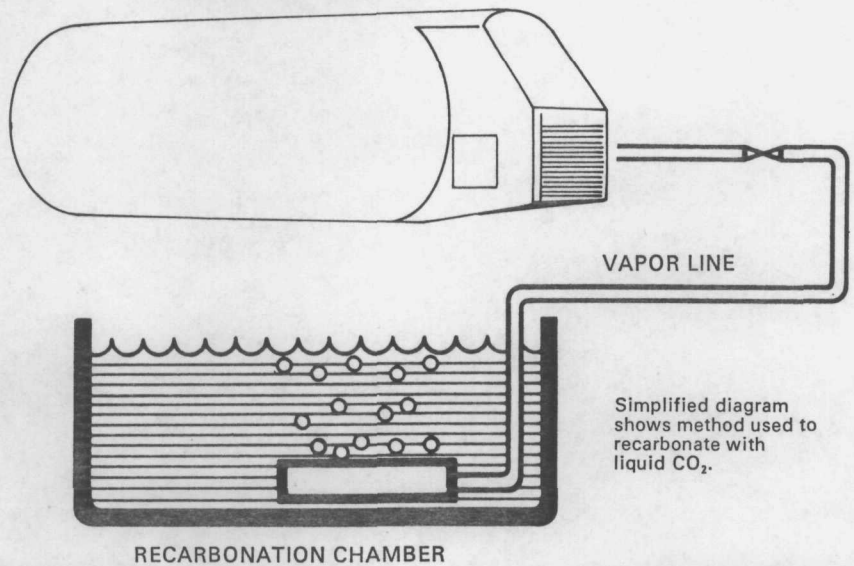 VAPOR LINE
Simplified diagram
shows method used to
recarbonate with
liquid CO₂.
RECARBONATION CHAMBER